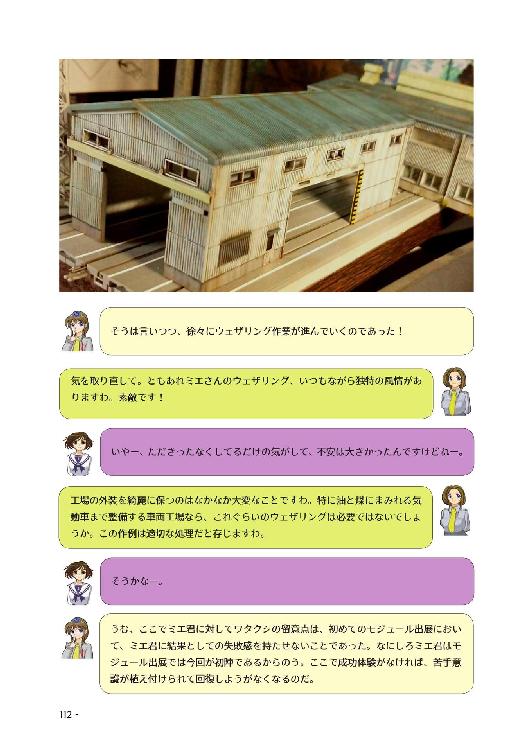 そうは言いつつ、徐々にウェザリング作業が進んでいくのであった！
気を取り直して。ともあれミエさんのウェザリング、いつもながら独特の風情があ
りますわ。素敵です！
いやー、ただきったなくしてるだけの気がして、不安は大きかったんですけどねー。
工場の外装を綺麗に保つのはなかなか大変なことですわ。特に油と煤にまみれる気
動車まで整備する車両工場なら、これぐらいのウェザリングは必要ではないでしょ
うか。この作例は適切な処理だと存じますわ。
そうかなー。
うむ、ここでミエ君に対してワタクシの留意点は、初めてのモジュール出展におい
て、ミエ君に結果としての失敗感を持たせないことであった。なにしろミエ君はモ
ジュール出展では今回が初陣であるからのう。ここで成功体験がなければ、苦手意
識が植え付けられて回復しようがなくなるのだ。
112 -